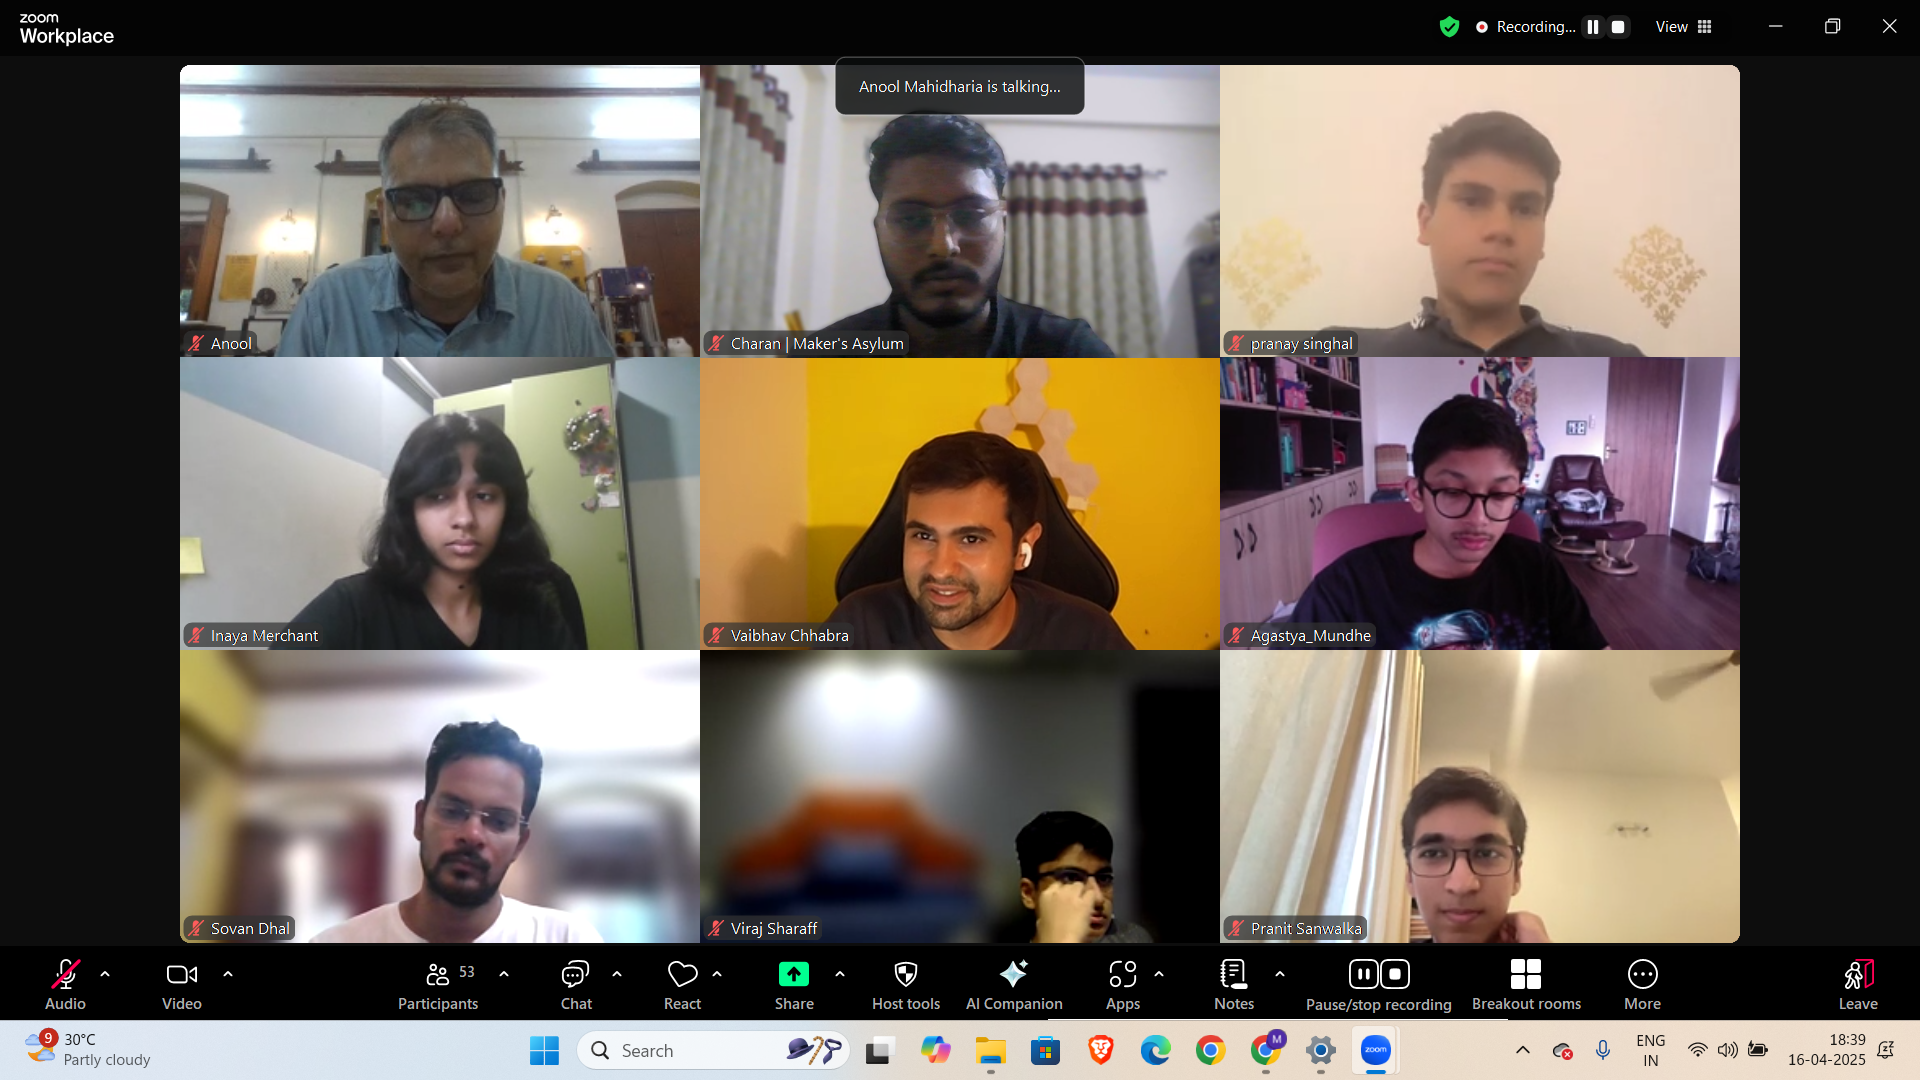 zoom
Workplace
Recording...
View
Anool Mahidharia is talking...
Anool
Charan | Maker's Asylum
pranay singhal
Inaya Merchant
Vaibhav Chhabra
Agastya_Mundhe
Sovan Dhal
Viraj Sharaff
Pranit Sanwalka
Audio
Video
53
Participants
Chat
React
Share
Host tools
AI Companion
Apps
Notes
Pause/stop recording
Breakout rooms
More
Leave
9
30°C
Partly cloudy
Search
M
zoom
ENG
IN
18:39
16-04-2025